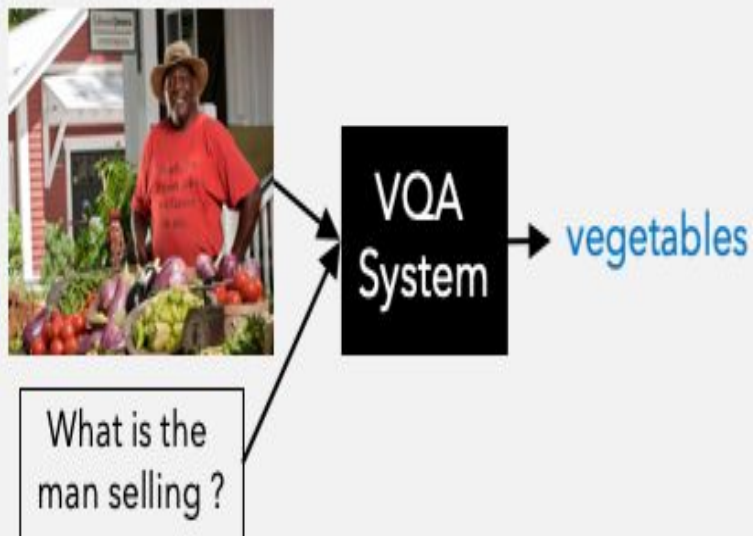 VQA
System
vegetables
What is the
man selling ?